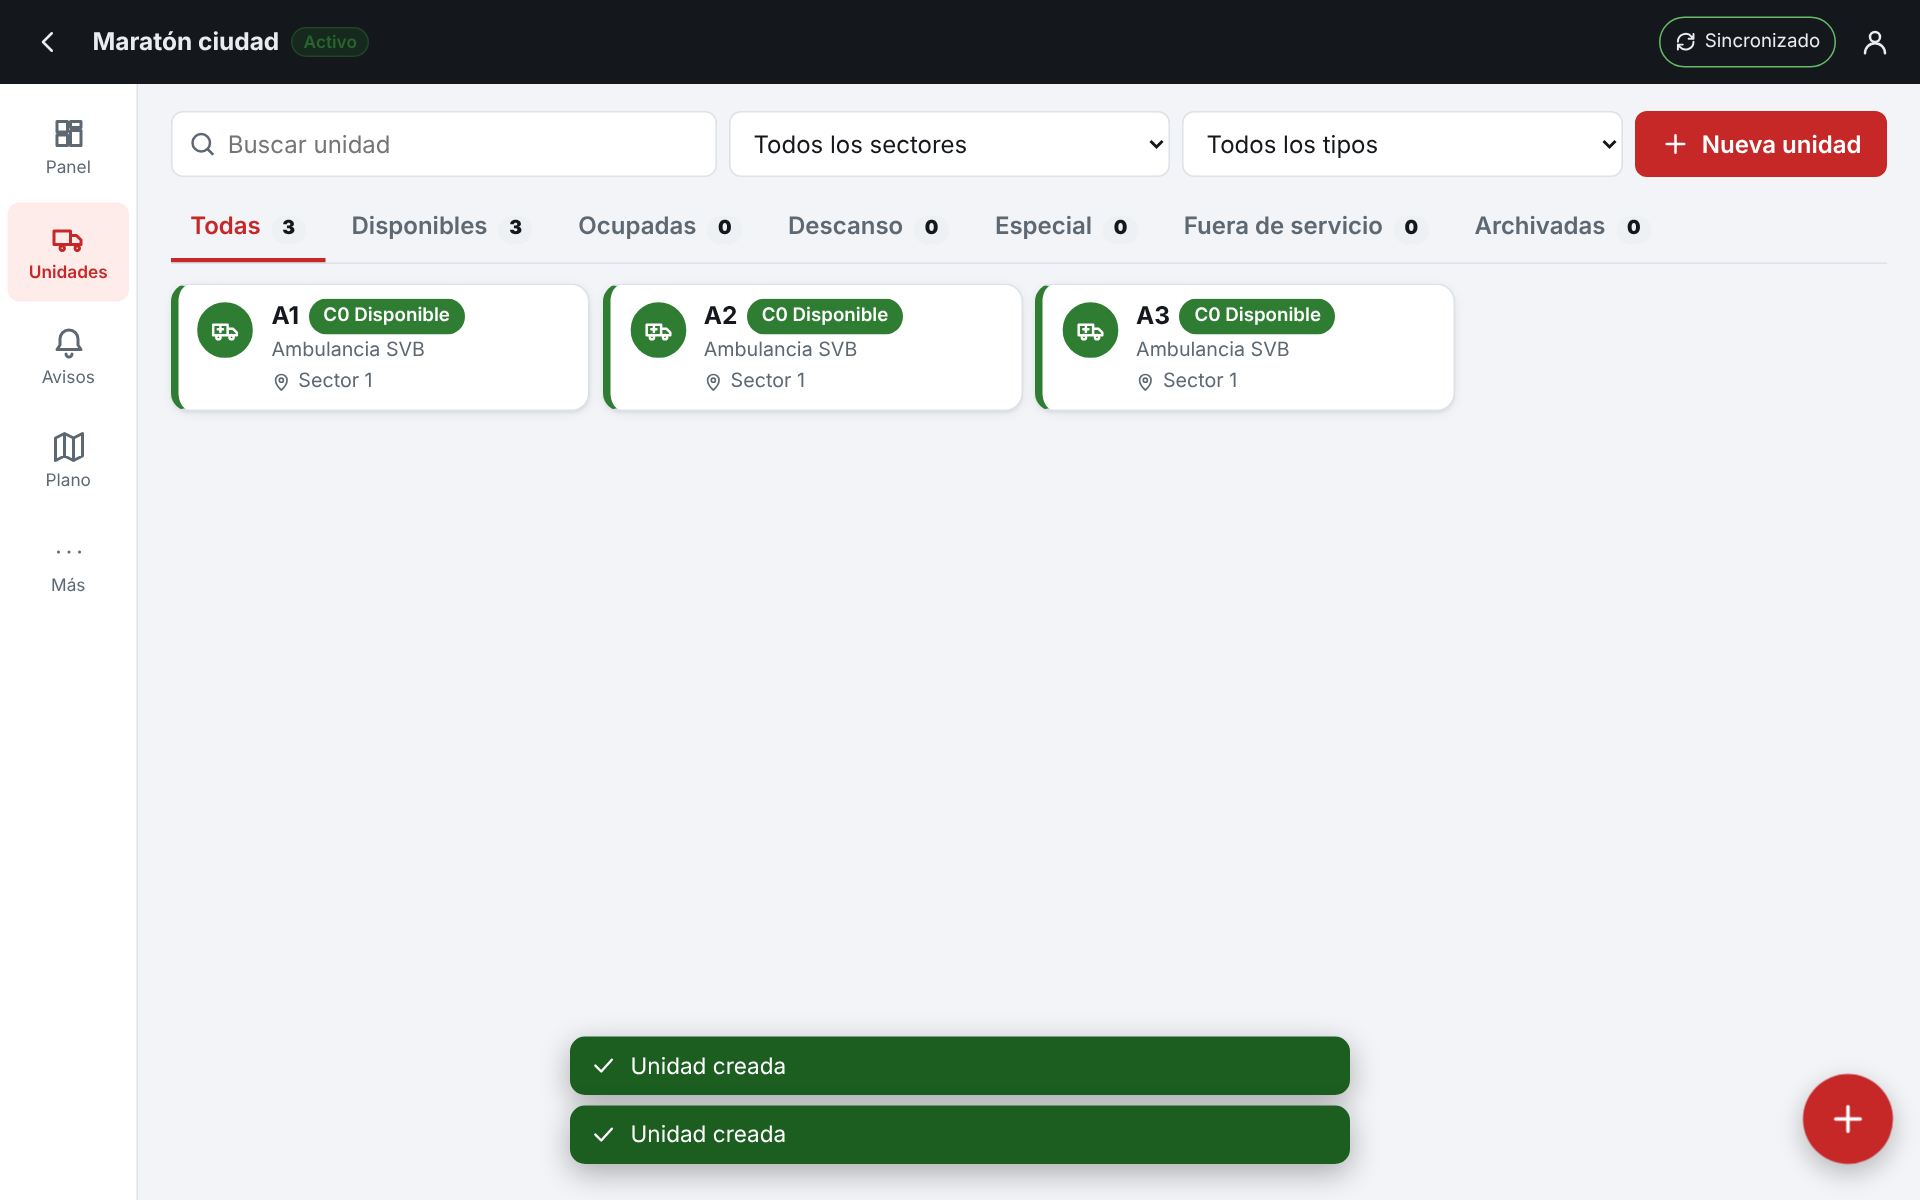 Maratón ciudad Activo Sincronizado
Panel
Unidades
Avisos
Plano
Más
Buscar unidad Todos los sectores Todos los tipos Nueva unidad
Todas 3 Disponibles 3 Ocupadas 0 Descanso 0 Especial 0 Fuera de servicio 0 Archivadas 0
A1 C0 Disponible
Ambulancia SVB
Sector 1
A2 C0 Disponible
Ambulancia SVB
Sector 1
A3 C0 Disponible
Ambulancia SVB
Sector 1
Unidad creada
Unidad creada